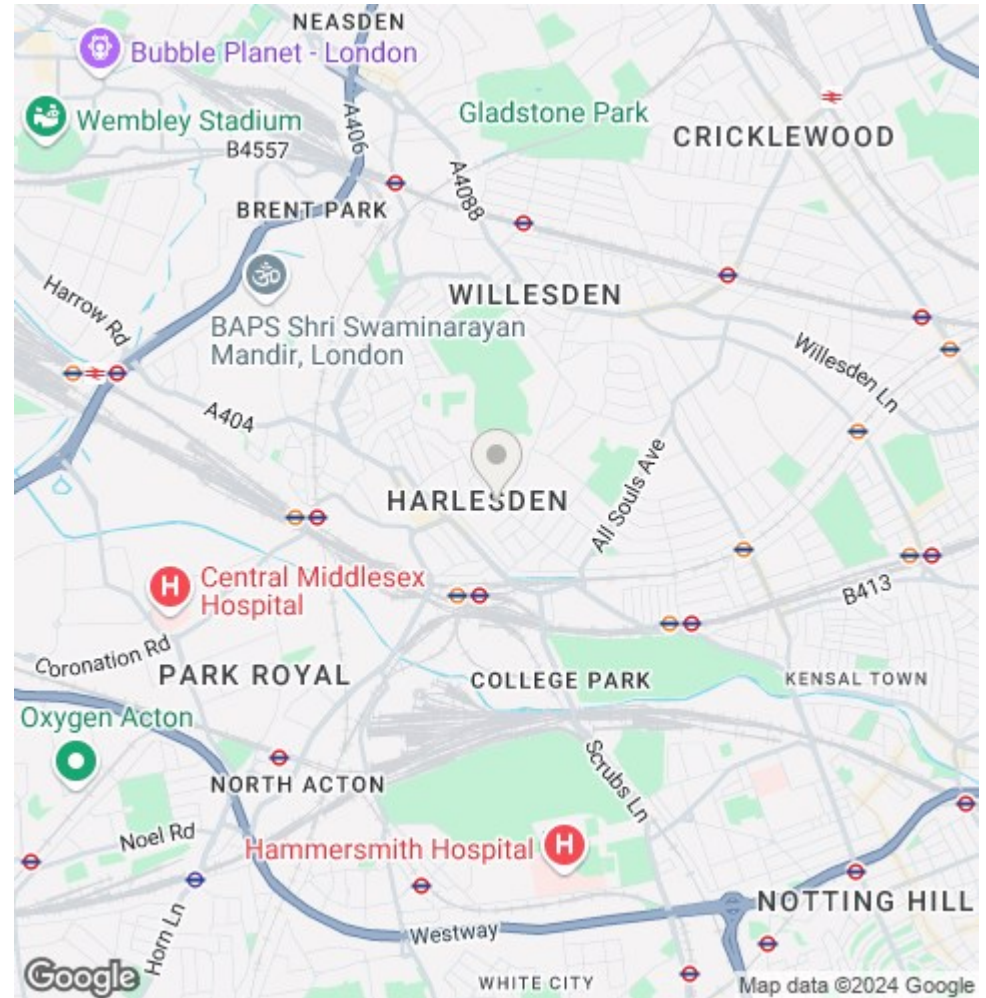 NEASDEN
Bubble Planet - London
Wembley Stadium
B4557
A406
Gladstone Park
CRICKLEWOOD
A4088
BRENT PARK
Harrow Rd
BAPS Shri Swaminarayan
Mandir, London
WILLESDEN
Willesden Ln
A404
HARLESDEN
All Souls Ave
H
Central Middlesex
Hospital
B413
Coronation Rd
PARK ROYAL
COLLEGE PARK
KENSAL TOWN
Oxygen Acton
NORTH ACTON
Scrubs Ln
Noel Rd
Hammersmith Hospital
H
Horn Ln
Westway
NOTTING HILL
WHITE CITY
Google
Map data ©2024 Google